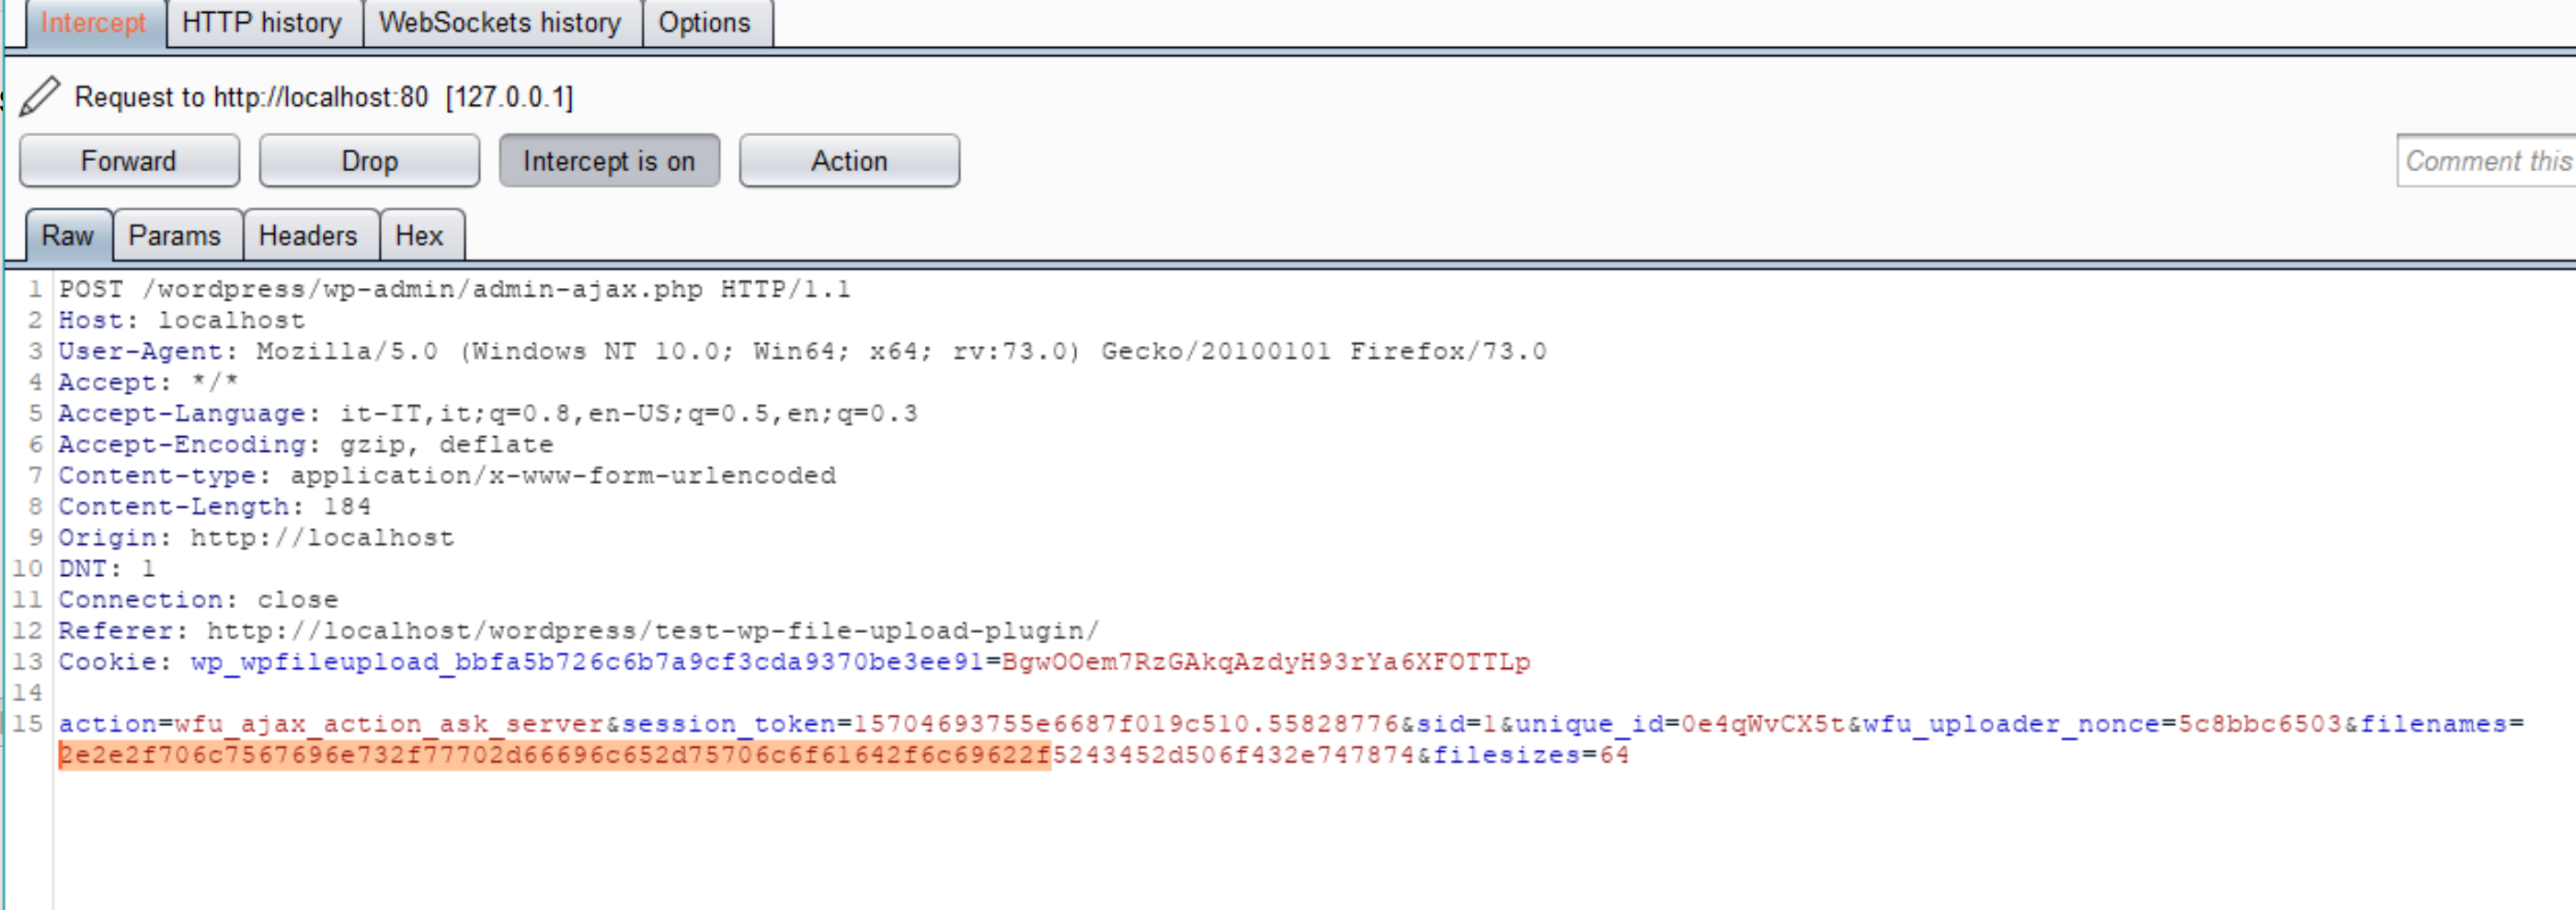 Intercept HTTP history WebSockets history Options
Request to http://localhost:80 [127.0.0.1]
Forward Drop Intercept is on Action Comment this
Raw Params Headers Hex
1 POST /wordpress/wp-admin/admin-ajax.php HTTP/1.1
2 Host: localhost
3 User-Agent: Mozilla/5.0 (Windows NT 10.0; Win64; x64; rv:73.0) Gecko/20100101 Firefox/73.0
4 Accept: */*
5 Accept-Language: it-IT,it;q=0.8,en-US;q=0.5,en;q=0.3
6 Accept-Encoding: gzip, deflate
7 Content-type: application/x-www-form-urlencoded
8 Content-Length: 184
9 Origin: http://localhost
10 DNT: 1
11 Connection: close
12 Referer: http://localhost/wordpress/test-wp-file-upload-plugin/
13 Cookie: wp_wpfileupload_bbfa5b726c6b7a9cf3cda9370be3ee91=BgwOOem7RzGAkqAzdyH93rYa6XFOTTLp
14
15 action=wfu_ajax_action_ask_server&session_token=15704693755e6687f019c510.55828776&sid=1&unique_id=0e4qWvCX5t&wfu_uploader_nonce=5c8bbc6503&filenames=
2e2e2f706c7567696e732f77702d66696c652d75706c6f61642f6c69622f5243452d506f432e747874&filesizes=64